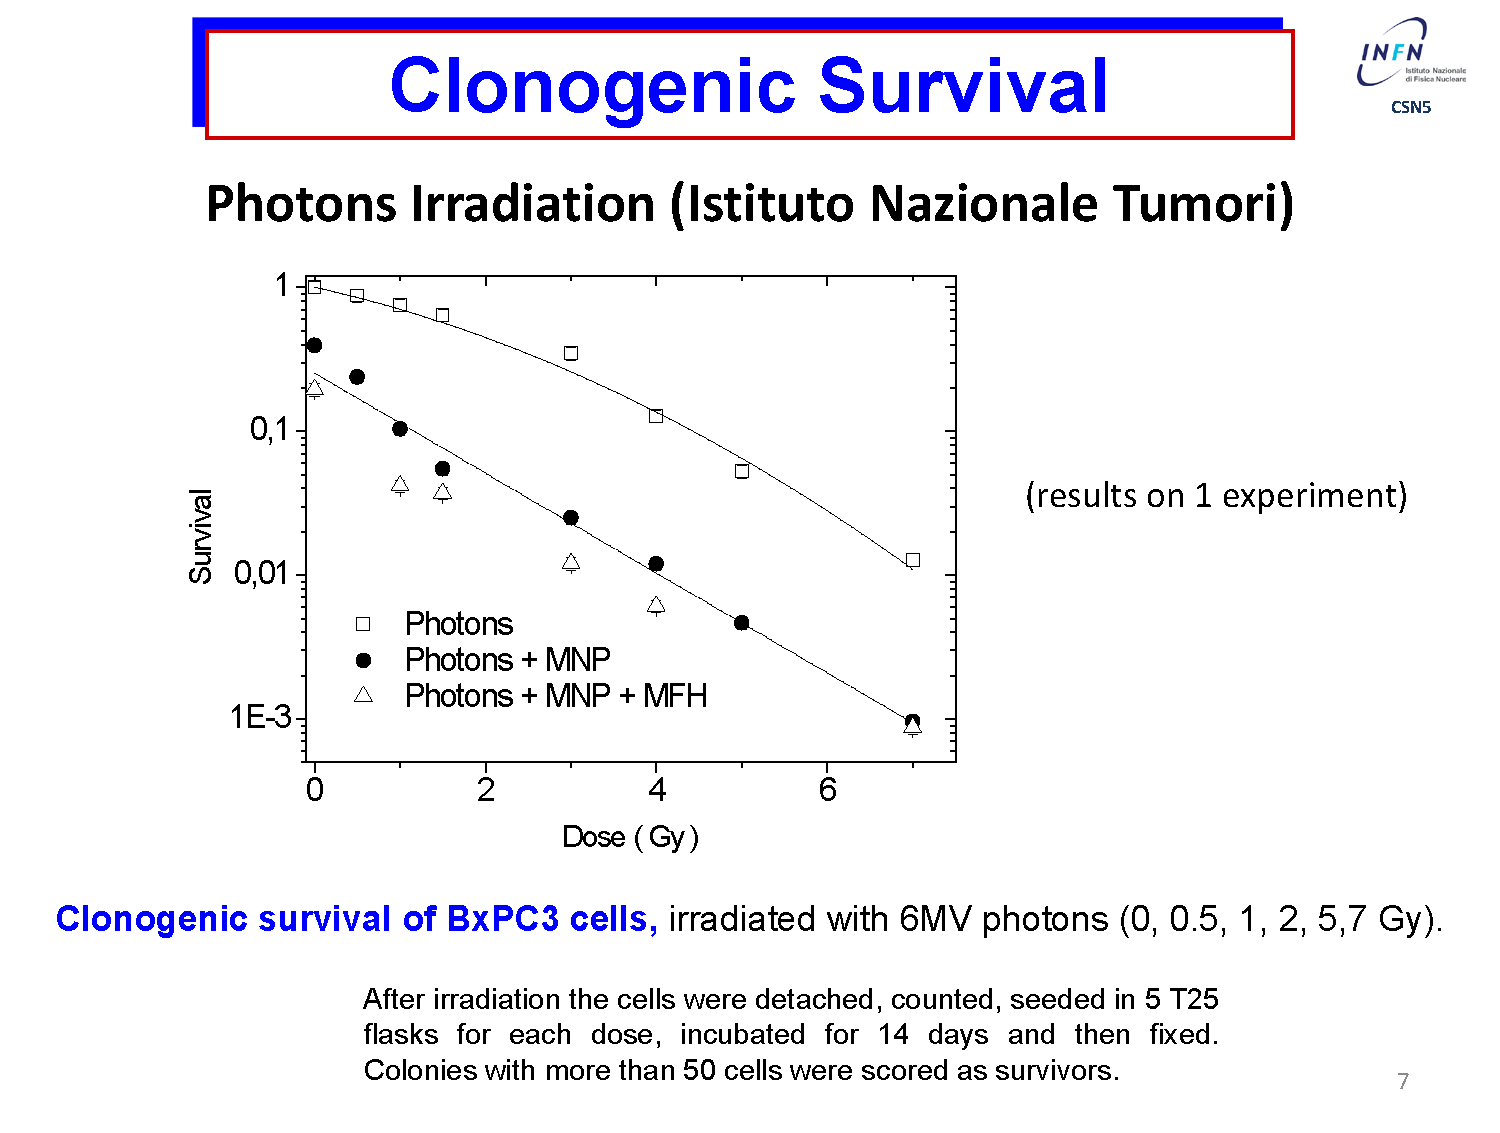 Clonogenic Survival
INFN
Istituto Nazionale
di Fisica Nucleare
CSN5
Photons Irradiation (Istituto Nazionale Tumori)
1
0,1
0,01
1E-3
Survival
Photons
Photons + MNP
Photons + MNP + MFH
0 2 4 6
Dose ( Gy )
(results on 1 experiment)
Clonogenic survival of BxPC3 cells, irradiated with 6MV photons (0, 0.5, 1, 2, 5,7 Gy).
After irradiation the cells were detached, counted, seeded in 5 T25
flasks for each dose, incubated for 14 days and then fixed.
Colonies with more than 50 cells were scored as survivors.
7